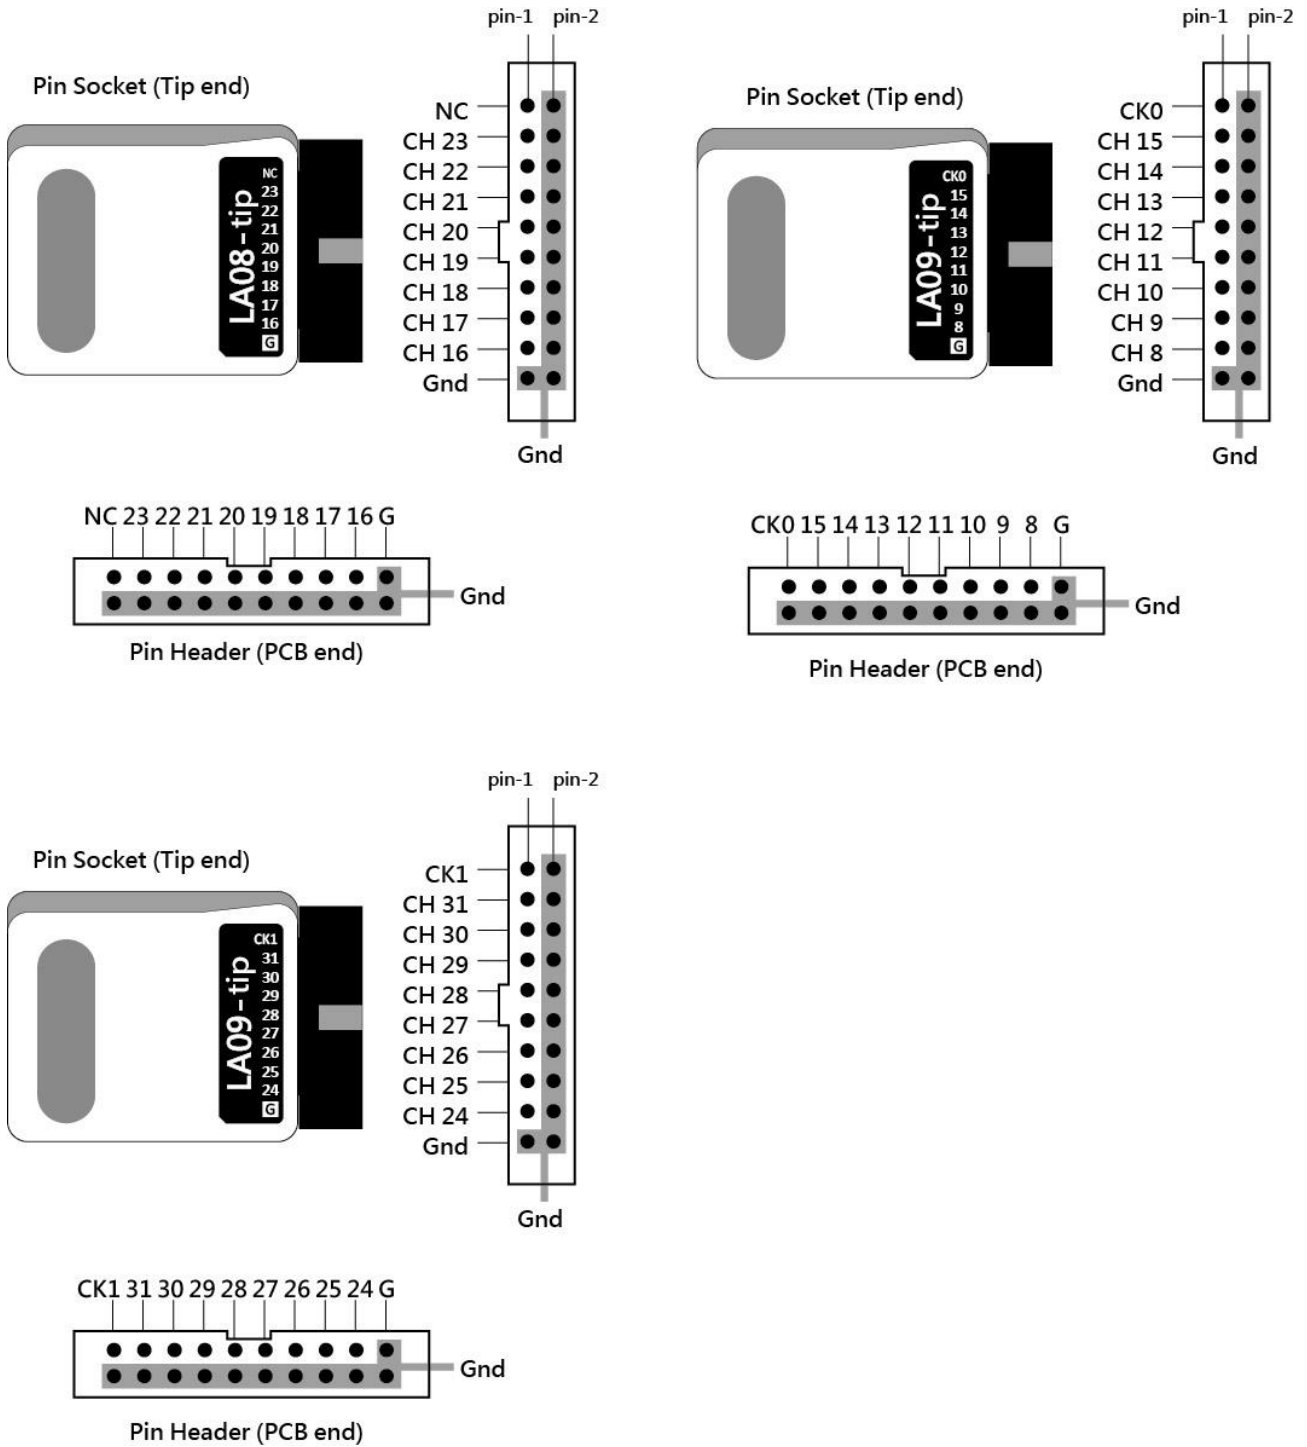 pin-1 pin-2
Pin Socket (Tip end)
NC
CH 23
CH 22
CH 21
CH 20
CH 19
CH 18
CH 17
CH 16
Gnd
Gnd
LA08-tip
NC
23
22
21
20
19
18
17
16
G
NC 23 22 21 20 19 18 17 16 G
Gnd
Pin Header (PCB end)
pin-1 pin-2
Pin Socket (Tip end)
CK0
CH 15
CH 14
CH 13
CH 12
CH 11
CH 10
CH 9
CH 8
Gnd
Gnd
LA09-tip
CK0
15
14
13
12
11
10
9
8
G
CK0 15 14 13 12 11 10 9 8 G
Gnd
Pin Header (PCB end)
pin-1 pin-2
Pin Socket (Tip end)
CK1
CH 31
CH 30
CH 29
CH 28
CH 27
CH 26
CH 25
CH 24
Gnd
Gnd
LA09-tip
CK1
31
30
29
28
27
26
25
24
G
CK1 31 30 29 28 27 26 25 24 G
Gnd
Pin Header (PCB end)